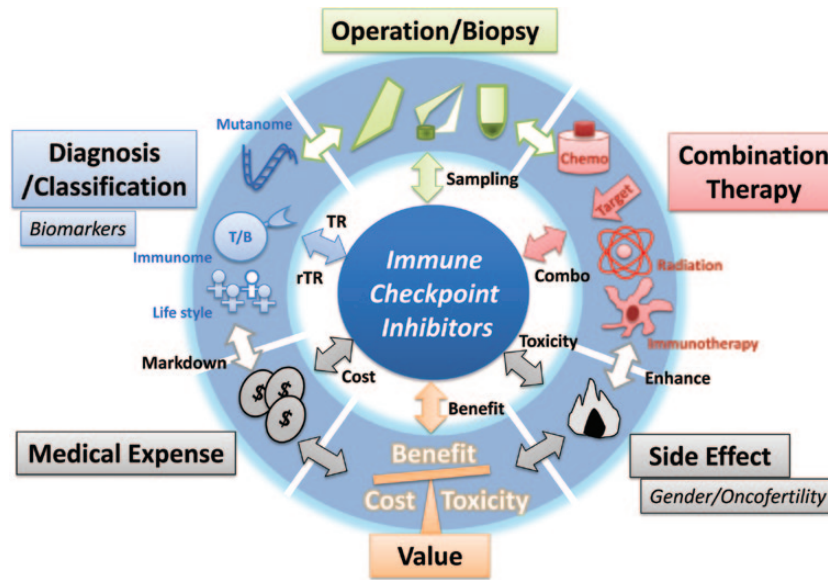 Operation/Biopsy
Mutanome
Diagnosis
/Classification
Biomarkers
Chemo
Combination
Therapy
Sampling
Target
TR
T/B
Immune
Checkpoint
Inhibitors
Immunome
rTR
Combo
Radiation
Life style
Toxicity
Immunotherapy
Markdown
Cost
Enhance
$
$
$
Benefit
Medical Expense
Benefit
Side Effect
Cost
Toxicity
Gender/Oncofertility
Value